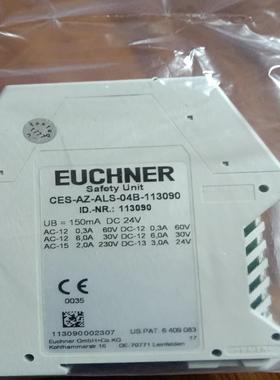 EUCHNER
Safety Unit
CES-AZ-ALS-04B-113090
ID.-NR.: 113090
UB = 150mA DC 24V
AC-12 0,3A 60V DC-12 0,3A 60V
AC-12 6,0A 30V DC-12 6,0A 30V
AC-15 2,0A 230V DC-13 3,0A 24V
CE
0035
113090002307 US.PAT. 6 409 083
Euchner GmbH+Co.KG 17
Kohlhammerstr. 16 DE-70771 Leinfelden